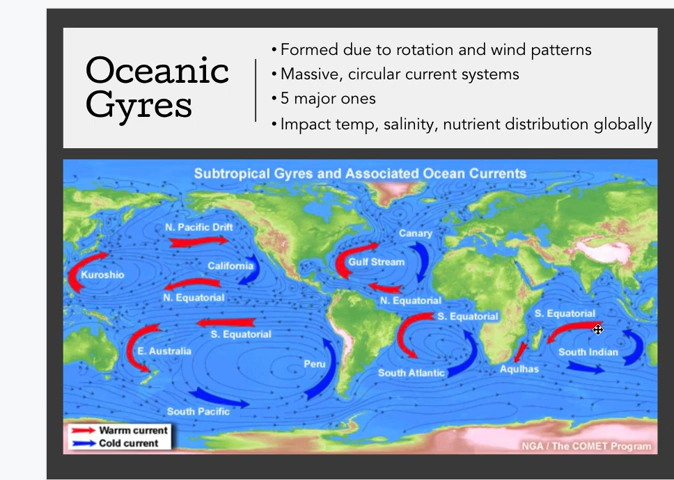 Oceanic
Gyres
• Formed due to rotation and wind patterns
• Massive, circular current systems
• 5 major ones
• Impact temp, salinity, nutrient distribution globally
Subtropical Gyres and Associated Ocean Currents
N. Pacific Drift
Canary
Kuroshio
California
Gulf Stream
N. Equatorial
N. Equatorial
S. Equatorial
S. Equatorial
S. Equatorial
E. Australia
South Indian
Peru
South Atlantic
Aqulhas
South Pacific
Warrm current
Cold current
NGA / The COMET Program